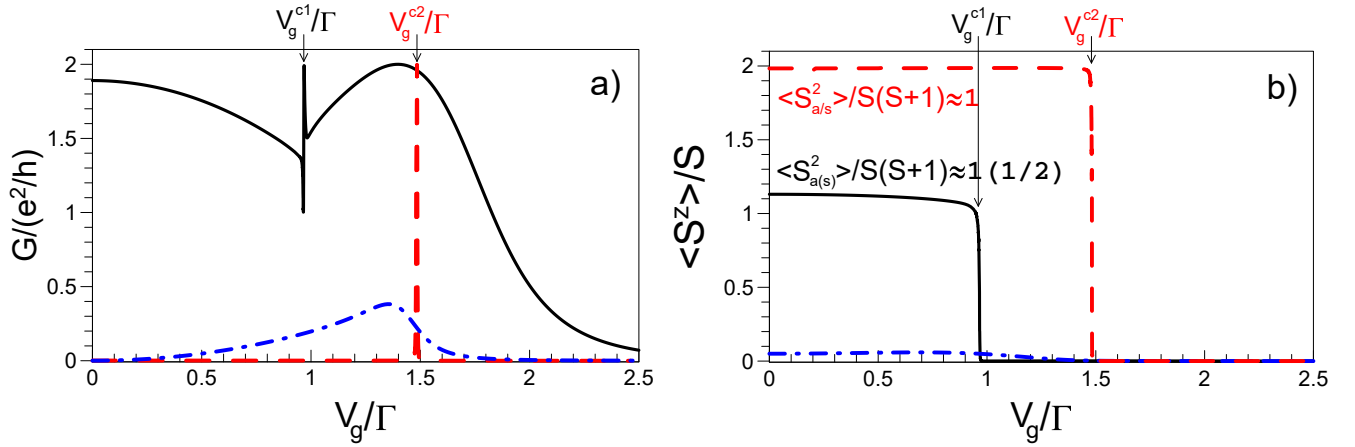 V_g^c1/Γ
V_g^c2/Γ
a)
G/(e²/h)
2
1.5
1
0.5
0
0
0.5
1
1.5
2
2.5
V_g/Γ
V_g^c1/Γ
V_g^c2/Γ
b)
<S²_a/s>/S(S+1)≈1
<S²_a(s)>/S(S+1)≈1(1/2)
<S^z>/S
2
1.5
1
0.5
0
0
0.5
1
1.5
2
2.5
V_g/Γ